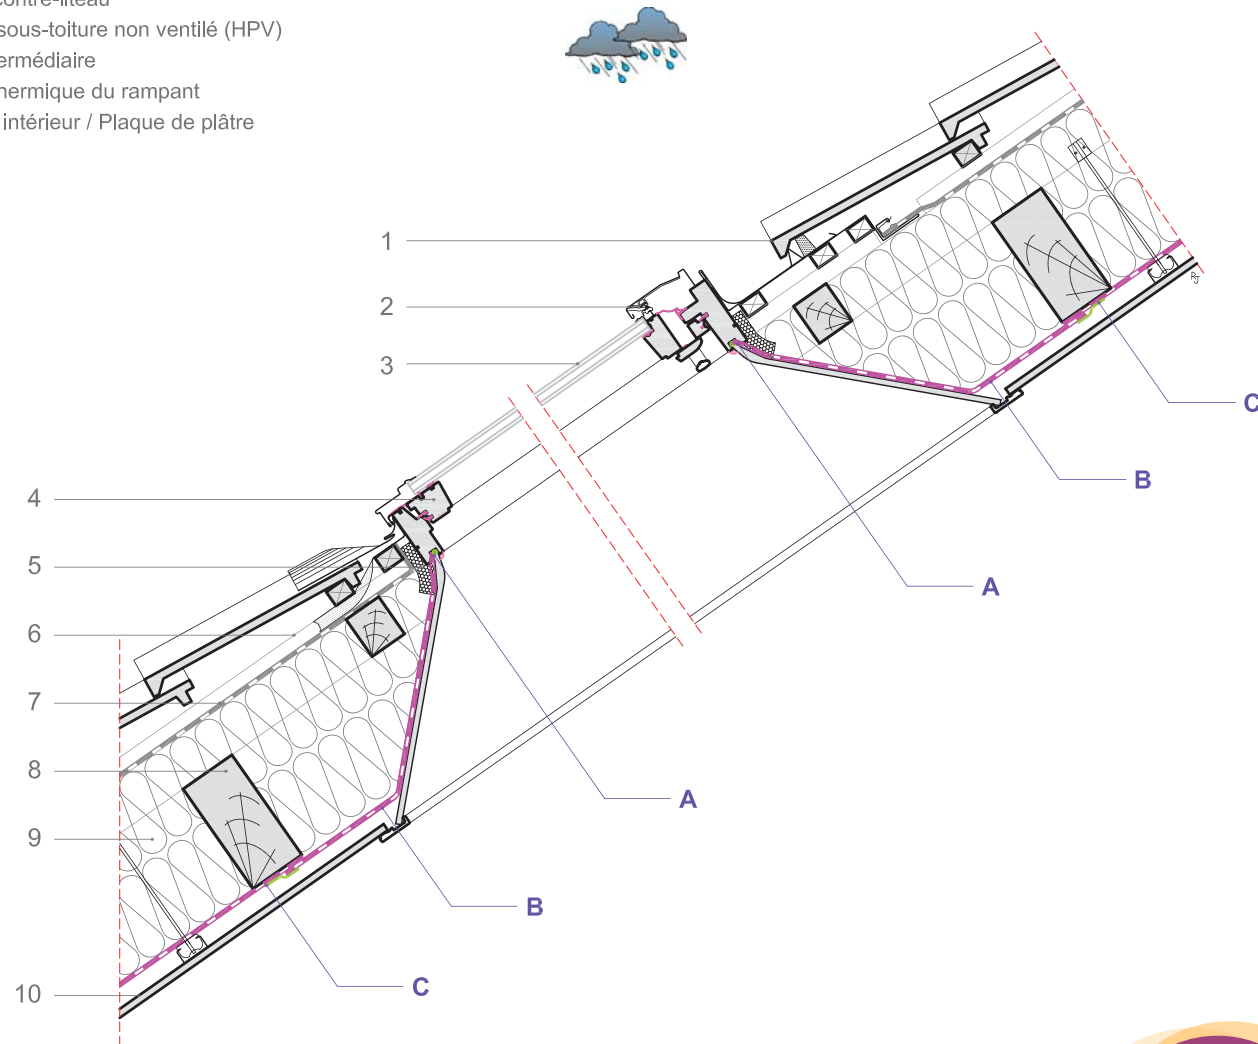 contre-liteau
sous-toiture non ventilé (HPV)
ermédiaire
hermique du rampant
intérieur / Plaque de plâtre
1
2
3
C
B
4
5
A
6
7
8
A
9
B
C
10